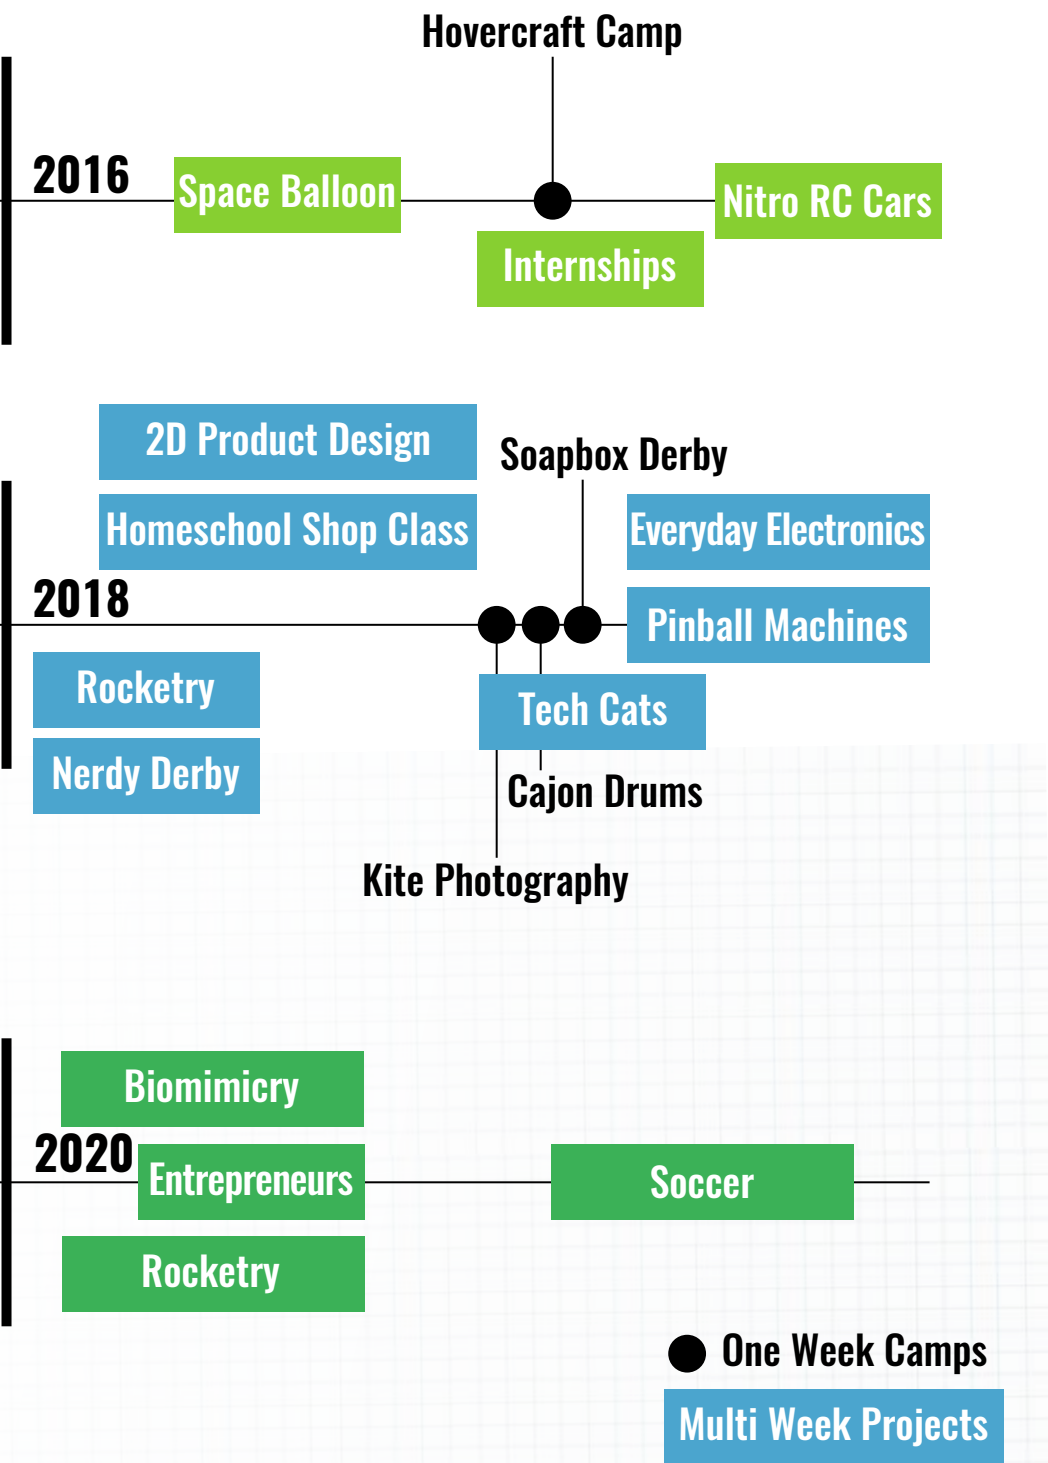 Hovercraft Camp
2016
Space Balloon
Nitro RC Cars
Internships
2D Product Design
Soapbox Derby
Homeschool Shop Class
Everyday Electronics
2018
Pinball Machines
Rocketry
Tech Cats
Nerdy Derby
Cajon Drums
Kite Photography
Biomimicry
2020
Entrepreneurs
Soccer
Rocketry
One Week Camps
Multi Week Projects